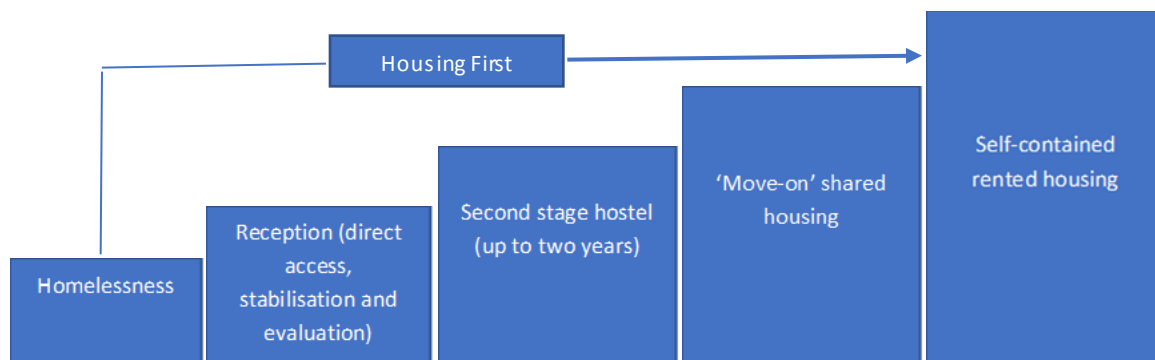 Housing First
Homelessness
Reception (direct
access,
stabilisation and
evaluation)
Second stage hostel
(up to two years)
‘Move-on’ shared
housing
Self-contained
rented housing